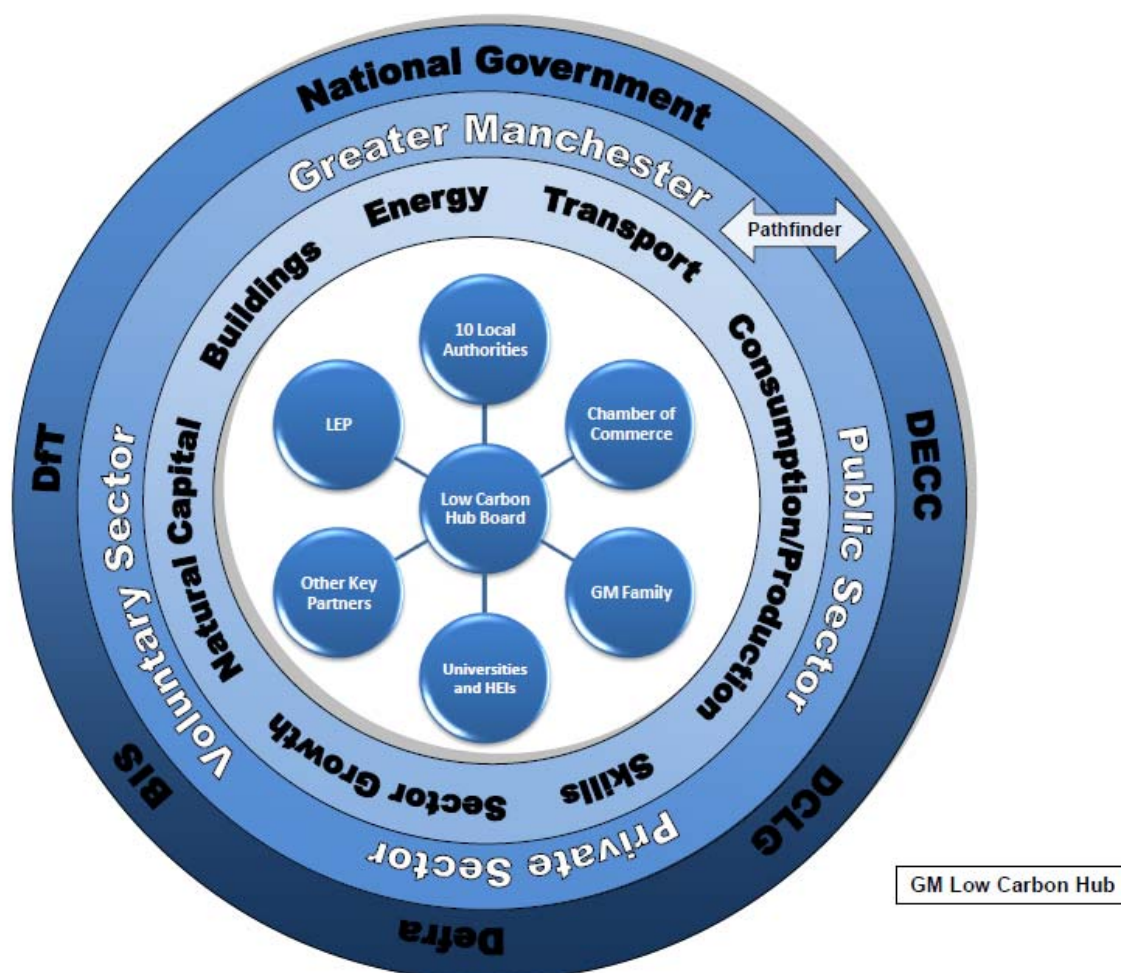 National Government
DECC
DCLG
Defra
BIS
DfT
Greater Manchester
Pathfinder
Public Sector
Private Sector
Voluntary Sector
Energy
Transport
Consumption/Production
Skills
Sector Growth
Natural Capital
Buildings
10 Local
Authorities
Chamber of
Commerce
GM Family
Universities
and HEIs
Other Key
Partners
LEP
Low Carbon
Hub Board
GM Low Carbon Hub